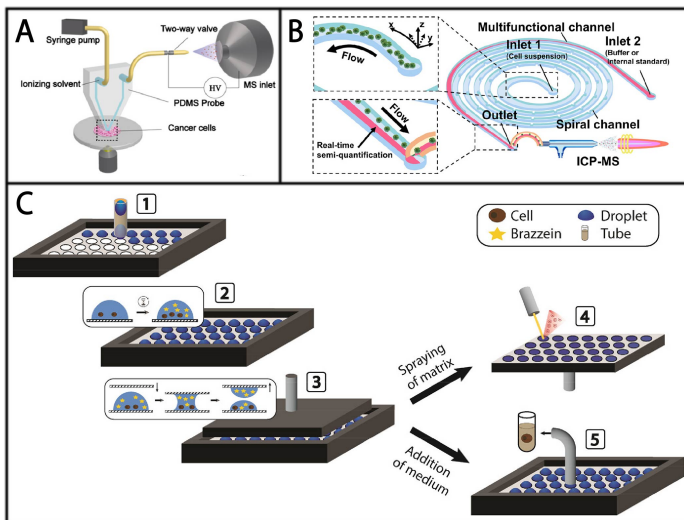 A
Syringe pump
Two-way valve
Ionizing solvent
HV
MS inlet
PDMS Probe
Cancer cells
B
Multifunctional channel
Inlet 1
(Cell suspension)
Inlet 2
(Buffer or
internal standard)
x
z
y
Flow
Flow
Real-time
semi-quantification
Outlet
Spiral channel
ICP-MS
C
1
Cell
Droplet
Brazzein
Tube
2
3
Spraying
of matrix
4
Addition
of medium
5